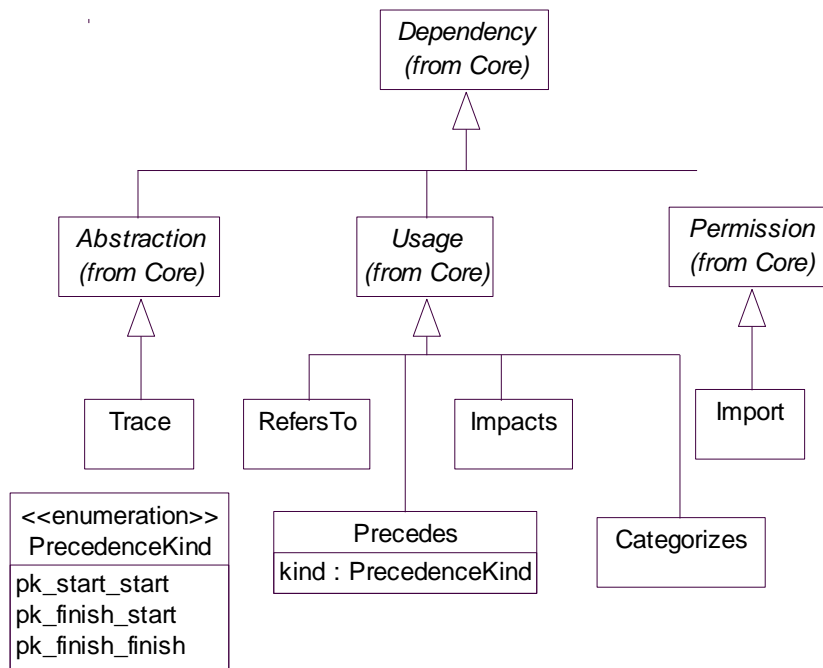 Dependency
(from Core)
Abstraction
(from Core)
Usage
(from Core)
Permission
(from Core)
Trace
RefersTo
Impacts
Import
<<enumeration>>
PrecedenceKind
pk_start_start
pk_finish_start
pk_finish_finish
Precedes
kind : PrecedenceKind
Categorizes